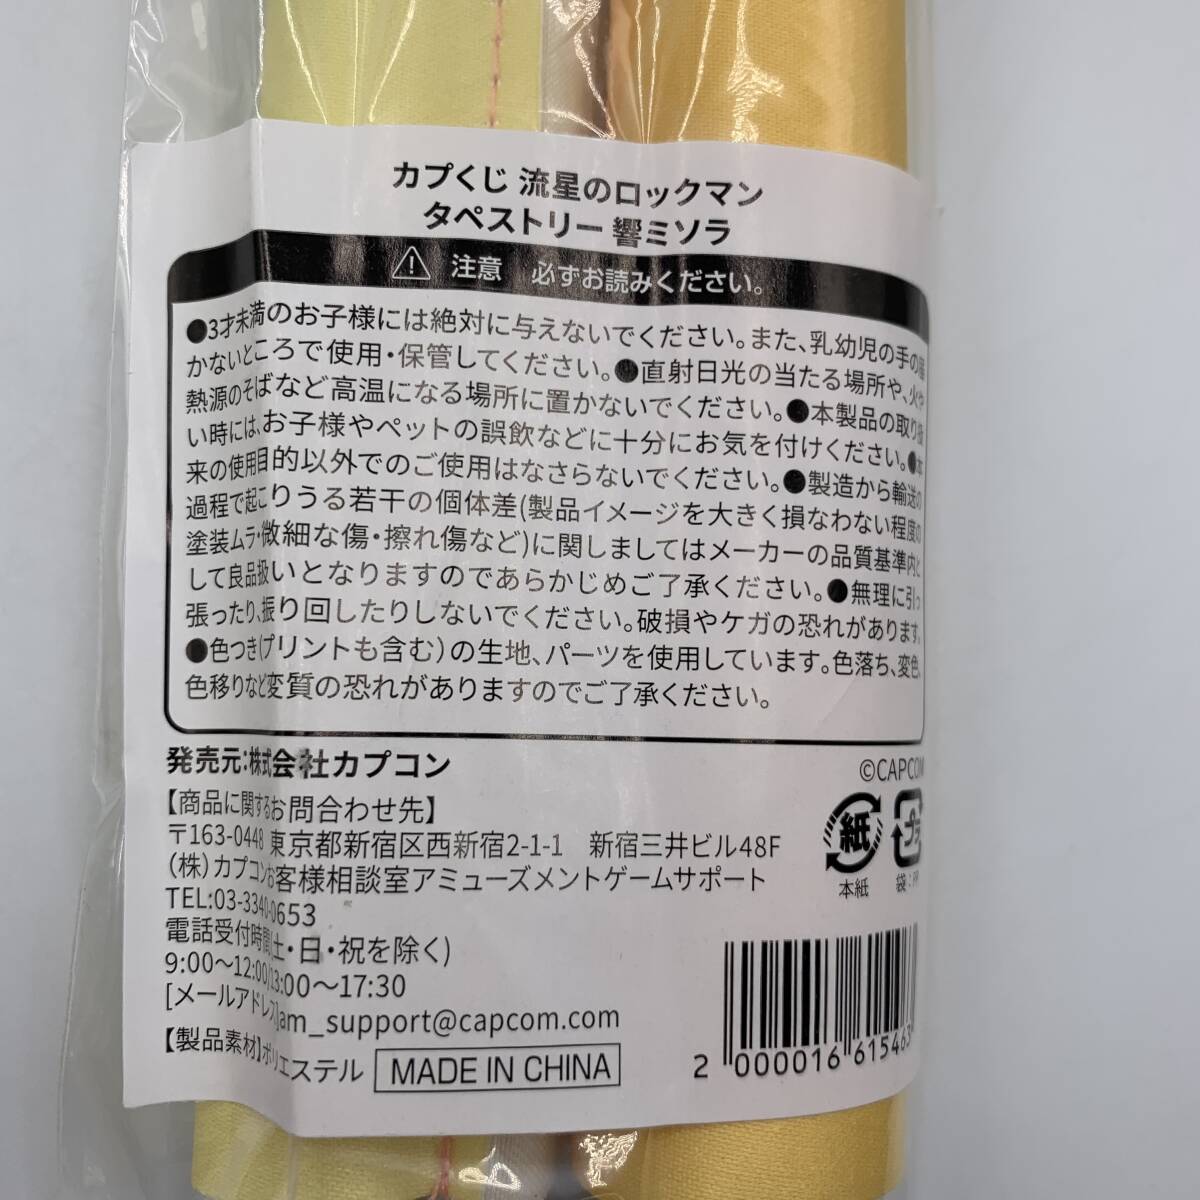 カプくじ 流星のロックマン
タペストリー 響ミソラ
注意 必ずお読みください。
●3才未満のお子様には絶対に与えないでください。また、乳幼児の手の届
かないところで使用・保管してください。●直射日光の当たる場所や、火や
熱源のそばなど高温になる場所に置かないでください。●本製品の取り扱
い時には、お子様やペットの誤飲などに十分にお気を付けください。●本
来の使用目的以外でのご使用はなさらないでください。●製造から輸送の
過程で起こりうる若干の個体差(製品イメージを大きく損なわない程度の
塗装ムラ・微細な傷・擦れ傷など)に関しましてはメーカーの品質基準内と
して良品扱いとなりますのであらかじめご了承ください。●無理に引っ
張ったり、振り回したりしないでください。破損やケガの恐れがあります。
●色つき(プリントも含む)の生地、パーツを使用しています。色落ち、変色、
色移りなど変質の恐れがありますのでご了承ください。
発売元:株式会社カプコン
©CAPCOM
【商品に関するお問合わせ先】
〒163-0448 東京都新宿区西新宿2-1-1 新宿三井ビル48F
(株)カプコンお客様相談室アミューズメントゲームサポート
TEL:03-3340-0653
電話受付時間(土・日・祝を除く)
9:00～12:00/13:00～17:30
[メールアドレス]am_support@capcom.com
【製品素材】ポリエステル MADE IN CHINA
紙
本紙
プラ
袋:PP
2 000016 615463